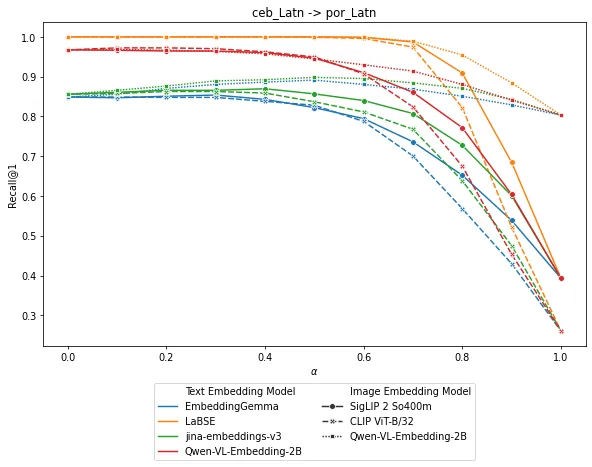 ceb_Latn -> por_Latn
Recall@1
1.0
0.9
0.8
0.7
0.6
0.5
0.4
0.3
0.0 0.2 0.4 0.6 0.8 1.0
α
Text Embedding Model
EmbeddingGemma
LaBSE
jina-embeddings-v3
Qwen-VL-Embedding-2B
Image Embedding Model
SigLIP 2 So400m
CLIP ViT-B/32
Qwen-VL-Embedding-2B